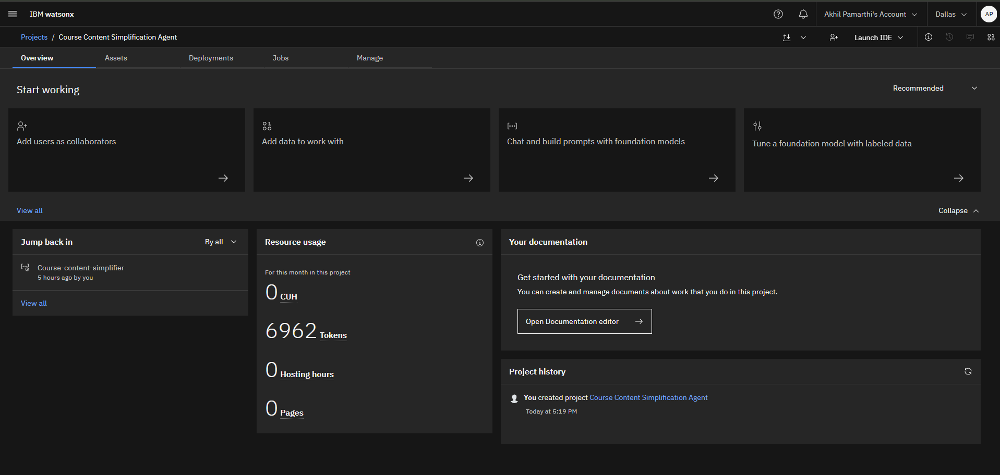 IBM watsonx
Akhil Pamarthi's Account
Dallas
AP
Projects / Course Content Simplification Agent
Launch IDE
Overview
Assets
Deployments
Jobs
Manage
Start working
Recommended
Add users as collaborators
Add data to work with
Chat and build prompts with foundation models
Tune a foundation model with labeled data
View all
Collapse
Jump back in
By all
Course-content-simplifier
5 hours ago by you
View all
Resource usage
For this month in this project
0 CUH
6962 Tokens
0 Hosting hours
0 Pages
Your documentation
Get started with your documentation
You can create and manage documents about work that you do in this project.
Open Documentation editor
Project history
You created project Course Content Simplification Agent
Today at 5:19 PM